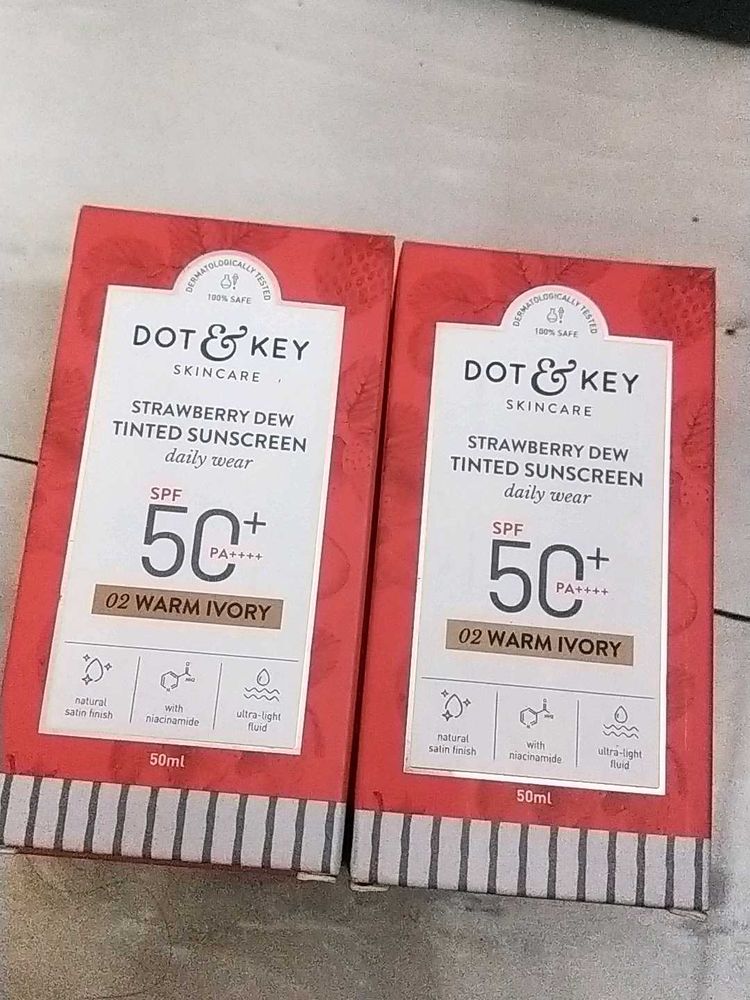 DERMATOLOGICALLY TESTED
100% SAFE
DOT & KEY
SKINCARE
STRAWBERRY DEW
TINTED SUNSCREEN
daily wear
SPF
50+
PA++++
02 WARM IVORY
natural
satin finish
with
niacinamide
ultra-light
fluid
50ml
DERMATOLOGICALLY TESTED
100% SAFE
DOT & KEY
SKINCARE
STRAWBERRY DEW
TINTED SUNSCREEN
daily wear
SPF
50+
PA++++
02 WARM IVORY
natural
satin finish
with
niacinamide
ultra-light
fluid
50ml